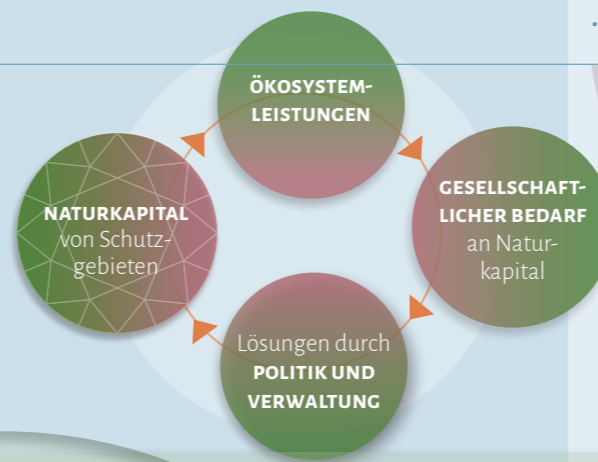 ÖKOSYSTEM-
LEISTUNGEN
NATURKAPITAL
von Schutz-
gebieten
GESELLSCHAFT-
LICHER BEDARF
an Natur-
kapital
Lösungen durch
POLITIK UND
VERWALTUNG